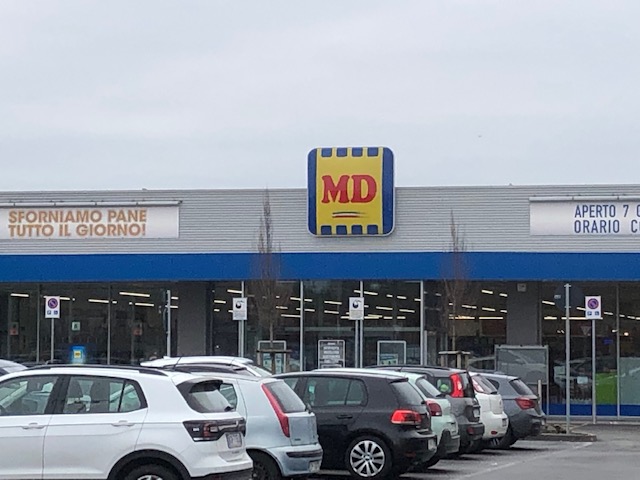 SFORNIAMO PANE
TUTTO IL GIORNO!
MD
APERTO 7
ORARIO